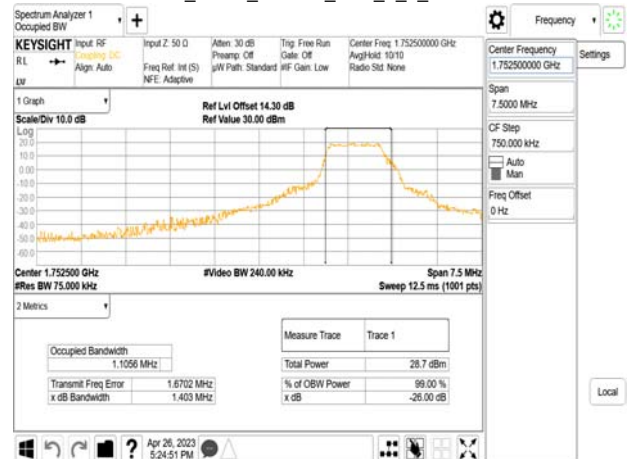 Spectrum Analyzer 1
Occupied BW
Frequency
KEYSIGHT
Input: RF
Coupling: DC
Align: Auto
Input Z: 50 Ω
Freq Ref: Int (S)
NFE: Adaptive
Atten: 30 dB
Preamp: Off
µW Path: Standard
Trig: Free Run
Gate: Off
#IF Gain: Low
Center Freq: 1.752500000 GHz
Avg|Hold: 10/10
Radio Std: None
RL
Center Frequency
1.752500000 GHz
Settings
Span
7.5000 MHz
CF Step
750.000 kHz
Auto
Man
Freq Offset
0 Hz
Local
1 Graph
Scale/Div 10.0 dB
Ref Lvl Offset 14.30 dB
Ref Value 30.00 dBm
Log
20.0
10.0
0.00
-10.0
-20.0
-30.0
-40.0
-50.0
-60.0
Center 1.752500 GHz
#Video BW 240.00 kHz
Span 7.5 MHz
#Res BW 75.000 kHz
Sweep 12.5 ms (1001 pts)
2 Metrics
Measure Trace Trace 1
Occupied Bandwidth
1.1056 MHz
Total Power 28.7 dBm
Transmit Freq Error 1.6702 MHz
% of OBW Power 99.00 %
x dB Bandwidth 1.403 MHz
x dB -26.00 dB
?
Apr 26, 2023
5:24:51 PM